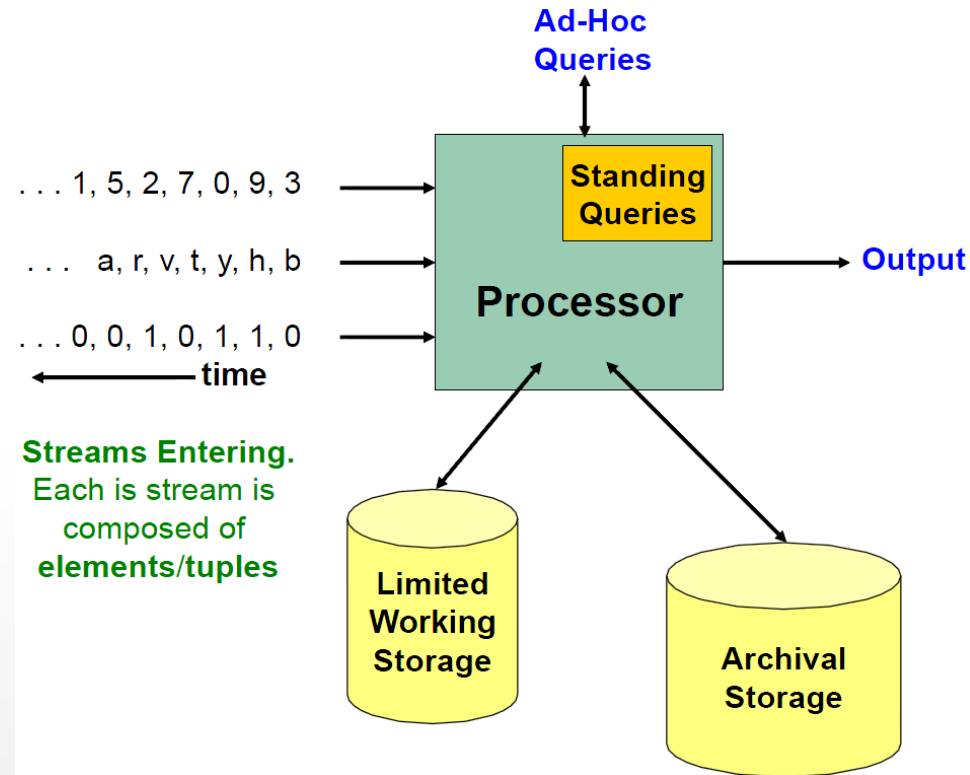 Ad-Hoc
Queries
. . . 1, 5, 2, 7, 0, 9, 3
. . . a, r, v, t, y, h, b
. . . 0, 0, 1, 0, 1, 1, 0
time
Standing
Queries
Processor
Output
Streams Entering.
Each is stream is
composed of
elements/tuples
Limited
Working
Storage
Archival
Storage